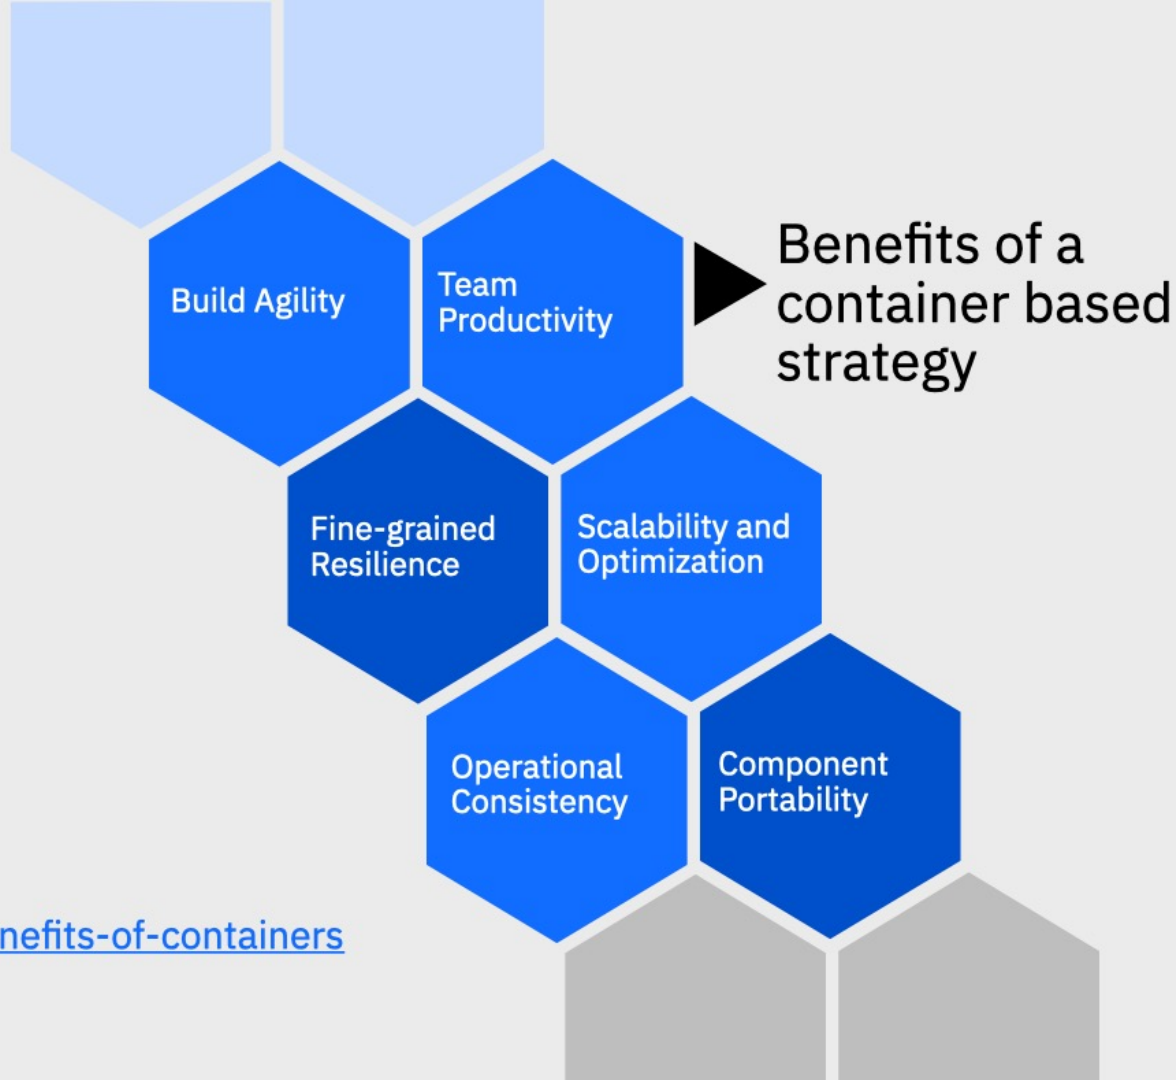 Benefits of a
container based
strategy
Build Agility
Team
Productivity
Fine-grained
Resilience
Scalability and
Optimization
Operational
Consistency
Component
Portability
nefits-of-containers